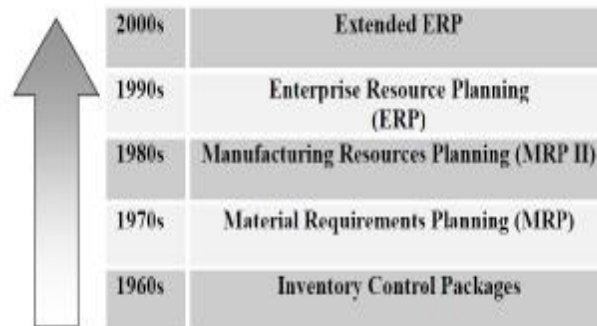 2000s Extended ERP
1990s Enterprise Resource Planning
(ERP)
1980s Manufacturing Resources Planning (MRP II)
1970s Material Requirements Planning (MRP)
1960s Inventory Control Packages